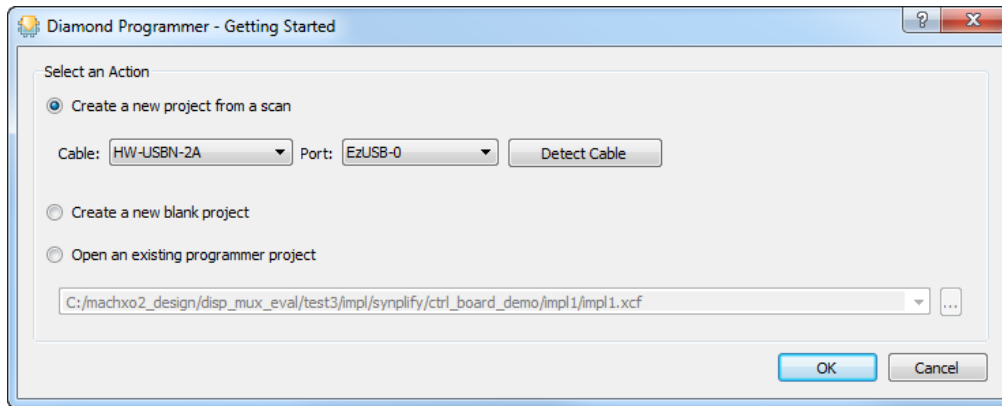 Diamond Programmer - Getting Started
Select an Action
Create a new project from a scan
Cable: HW-USBN-2A Port: EzUSB-0 Detect Cable
Create a new blank project
Open an existing programmer project
C:/machxo2_design/disp_mux_eval/test3/impl/synplify/ctrl_board_demo/impl1/impl1.xcf ...
OK Cancel